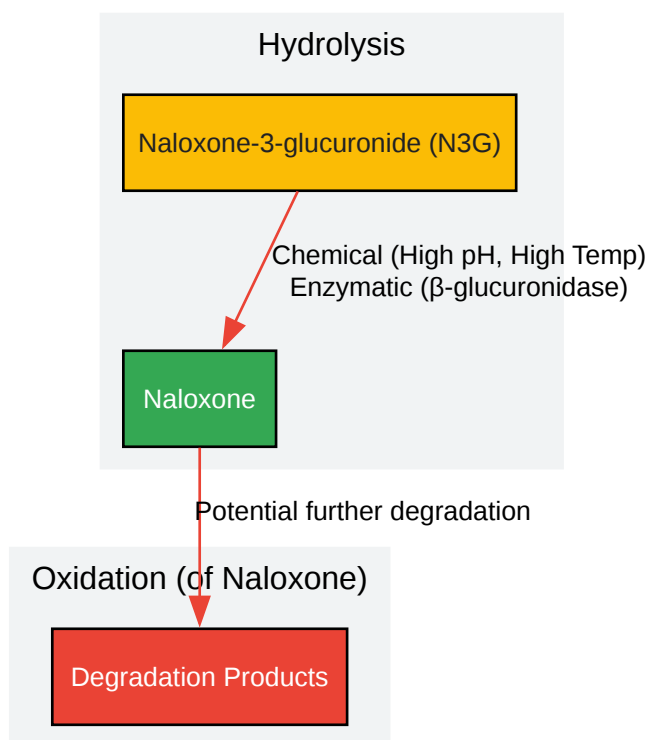 Hydrolysis
Naloxone-3-glucuronide (N3G)
Chemical (High pH, High Temp)
Enzymatic (β-glucuronidase)
Naloxone
Potential further degradation
Oxidation (of Naloxone)
Degradation Products